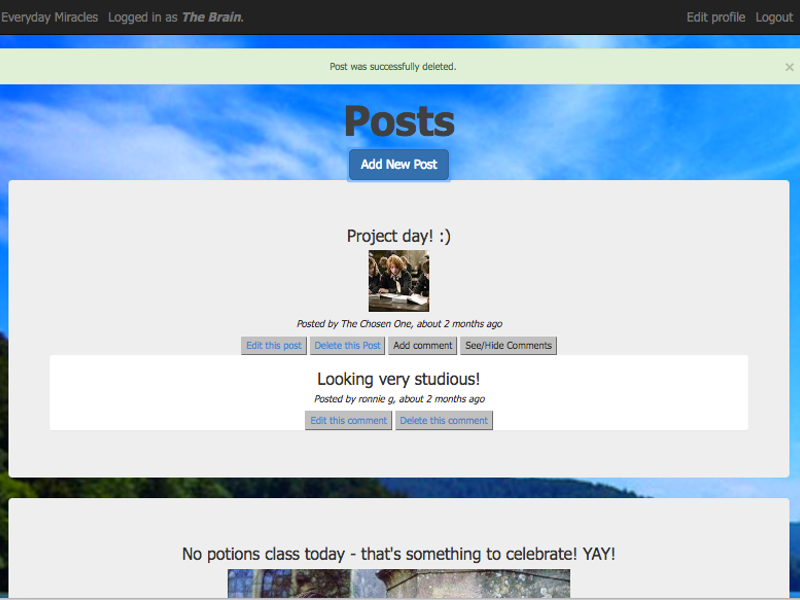 Everyday Miracles Logged in as The Brain. Edit profile Logout
Post was successfully deleted. ×
Posts
Add New Post
Project day! :)
Posted by The Chosen One, about 2 months ago
Edit this post Delete this Post Add comment See/Hide Comments
Looking very studious!
Posted by ronnie g, about 2 months ago
Edit this comment Delete this comment
No potions class today - that's something to celebrate! YAY!